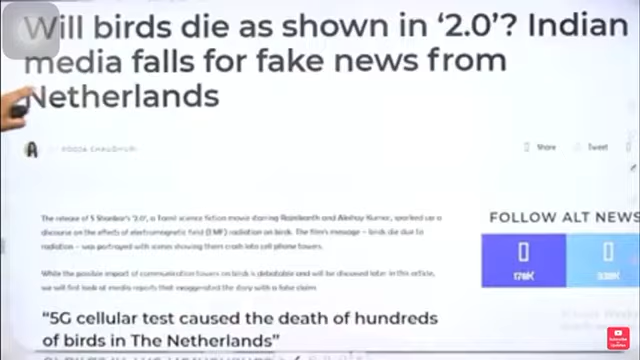 Will birds die as shown in ‘2.0’? Indian
media falls for fake news from
Netherlands
POOJA CHAUDHURI
Share
Tweet
The release of S Shankar's '2.0', a Tamil science fiction movie starring Rajinikanth and Akshay Kumar, sparked up a
discourse on the effects of electromagnetic field (EMF) radiation on birds. The film's message – birds die due to
radiation – was portrayed with scenes showing them crash into cell phone towers.
While the possible impact of communication towers on birds is debatable and will be discussed later in this article,
we will first look at media reports that exaggerated the story with a false claim
FOLLOW ALT NEWS
170K
“5G cellular test caused the death of hundreds
of birds in The Netherlands”